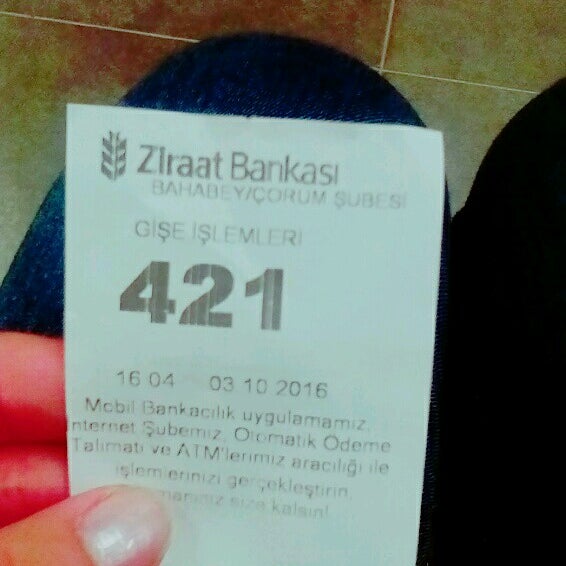 Ziraat Bankası
BAHABEY/ÇORUM ŞUBESİ
GİŞE İŞLEMLERİ
421
16 04 03 10 2016
Mobil Bankacılık uygulamamız,
nternet Şubemiz, Otomatik Ödeme
Talimatı ve ATM'lerimiz aracılığı ile
işlemlerinizi gerçekleştirin,
size kalsın!